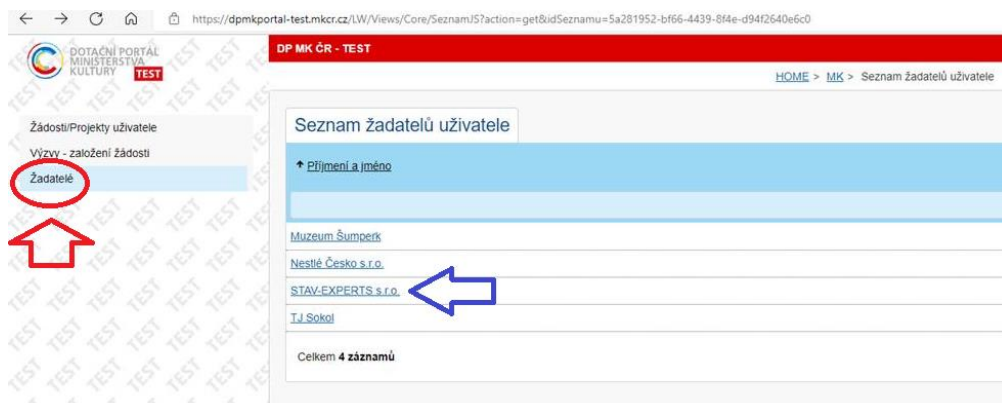 https://dpmkportal-test.mkcr.cz/LW/Views/Core/SeznamJS?action=get&idSeznamu=5a281952-bf66-4439-8f4e-d94f2640e6c0
DOTAČNÍ PORTÁL
MINISTERSTVA
KULTURY TEST
DP MK ČR - TEST
HOME > MK > Seznam žadatelů uživatele
Žádosti/Projekty uživatele
Výzvy - založení žádosti
Žadatelé
Seznam žadatelů uživatele
Příjmení a jméno
Muzeum Šumperk
Nestlé Česko s.r.o.
STAV-EXPERTS s.r.o.
TJ Sokol
Celkem 4 záznamů